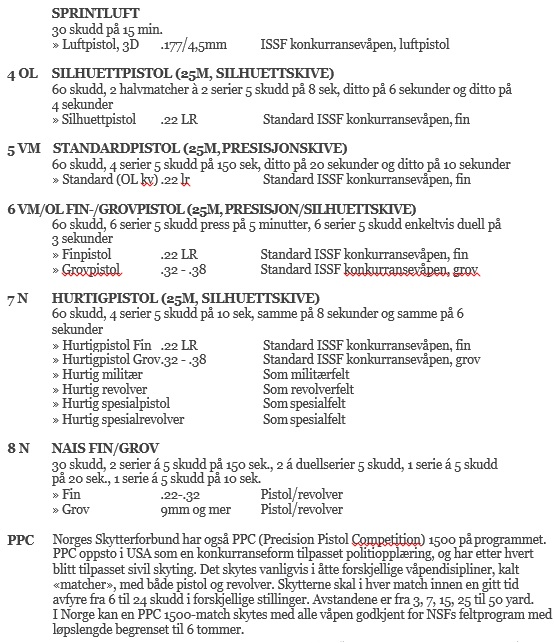 SPRINTLUFT
30 skudd på 15 min.
» Luftpistol, 3D .177/4,5mm ISSF konkurransevåpen, luftpistol
4 OL SILHUETTPISTOL (25M, SILHUETTSKIVE)
60 skudd, 2 halvmatcher à 2 serier 5 skudd på 8 sek, ditto på 6 sekunder og ditto på
4 sekunder
» Silhuettpistol .22 LR Standard ISSF konkurransevåpen, fin
5 VM STANDARDPISTOL (25M, PRESISJONSKIVE)
60 skudd, 4 serier 5 skudd på 150 sek, ditto på 20 sekunder og ditto på 10 sekunder
» Standard (OL kv) .22 lr Standard ISSF konkurransevåpen, fin
6 VM/OL FIN-/GROVPISTOL (25M, PRESISJON/SILHUETTSKIVE)
60 skudd, 6 serier 5 skudd press på 5 minutter, 6 serier 5 skudd enkeltvis duell på
3 sekunder
» Finpistol .22 LR Standard ISSF konkurransevåpen, fin
» Grovpistol .32 - .38 Standard ISSF konkurransevåpen, grov
7 N HURTIGPISTOL (25M, SILHUETTSKIVE)
60 skudd, 4 serier 5 skudd på 10 sek, samme på 8 sekunder og samme på 6
sekunder
» Hurtigpistol Fin .22 LR Standard ISSF konkurransevåpen, fin
» Hurtigpistol Grov .32 - .38 Standard ISSF konkurransevåpen, grov
» Hurtig militær Som militærfelt
» Hurtig revolver Som revolverfelt
» Hurtig spesialpistol Som spesialfelt
» Hurtig spesialrevolver Som spesialfelt
8 N NAIS FIN/GROV
30 skudd, 2 serier á 5 skudd på 150 sek., 2 á duellserier 5 skudd, 1 serie á 5 skudd
på 20 sek., 1 serie á 5 skudd på 10 sek.
» Fin .22-.32 Pistol/revolver
» Grov 9mm og mer Pistol/revolver
PPC Norges Skytterforbund har også PPC (Precision Pistol Competition) 1500 på programmet.
PPC oppsto i USA som en konkurranseform tilpasset politiopplæring, og har etter hvert
blitt tilpasset sivil skyting. Det skytes vanligvis i åtte forskjellige våpendisipliner, kalt
«matcher», med både pistol og revolver. Skytterne skal i hver match innen en gitt tid
avfyre fra 6 til 24 skudd i forskjellige stillinger. Avstandene er fra 3, 7, 15, 25 til 50 yard.
I Norge kan en PPC 1500-match skytes med alle våpen godkjent for NSFs feltprogram med
løpslengde begrenset til 6 tommer.